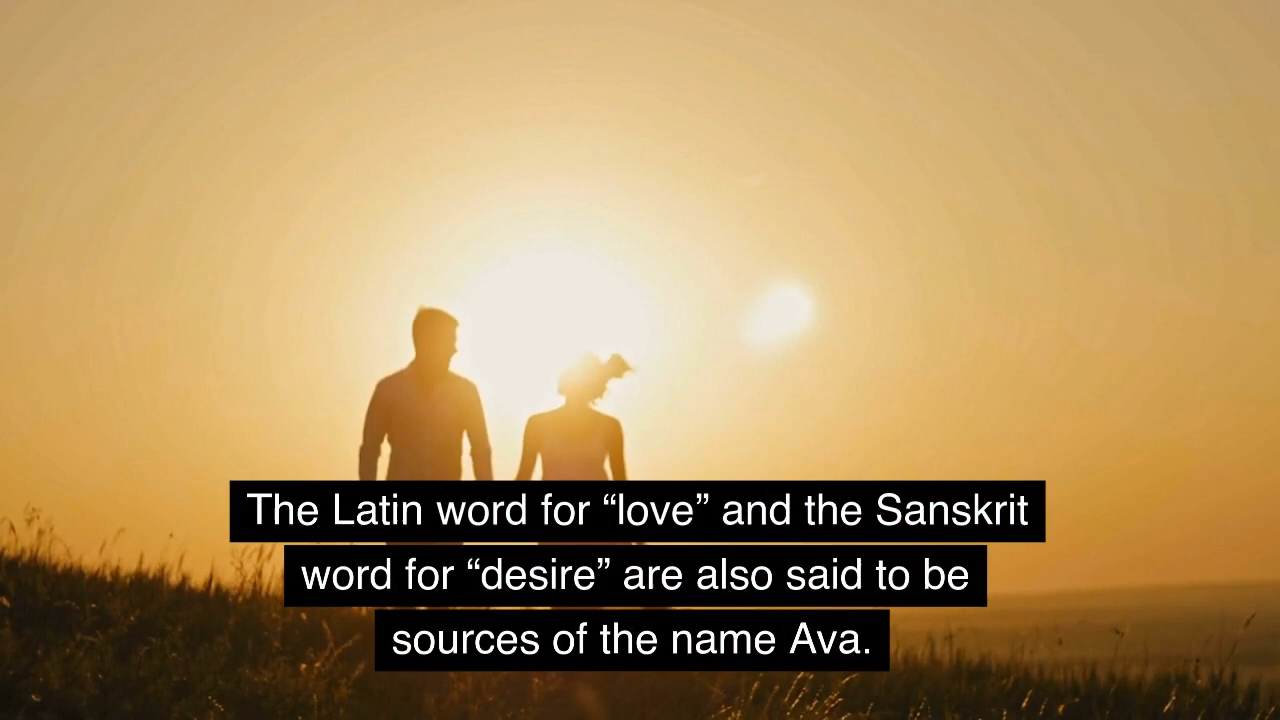 The Latin word for “love” and the Sanskrit
word for “desire” are also said to be
sources of the name Ava.